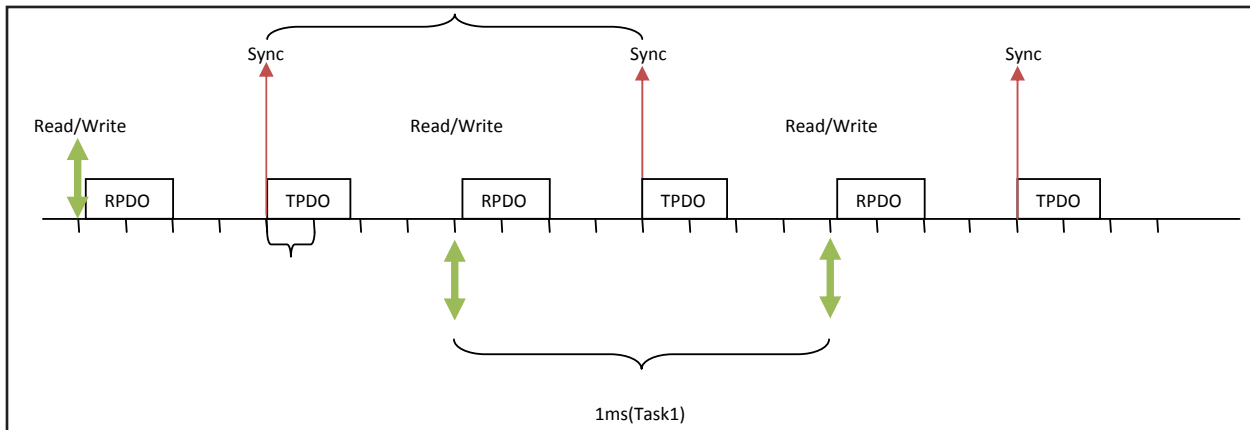 Sync
Sync
Sync
Read/Write
Read/Write
Read/Write
RPDO
TPDO
RPDO
TPDO
RPDO
TPDO
1ms(Task1)